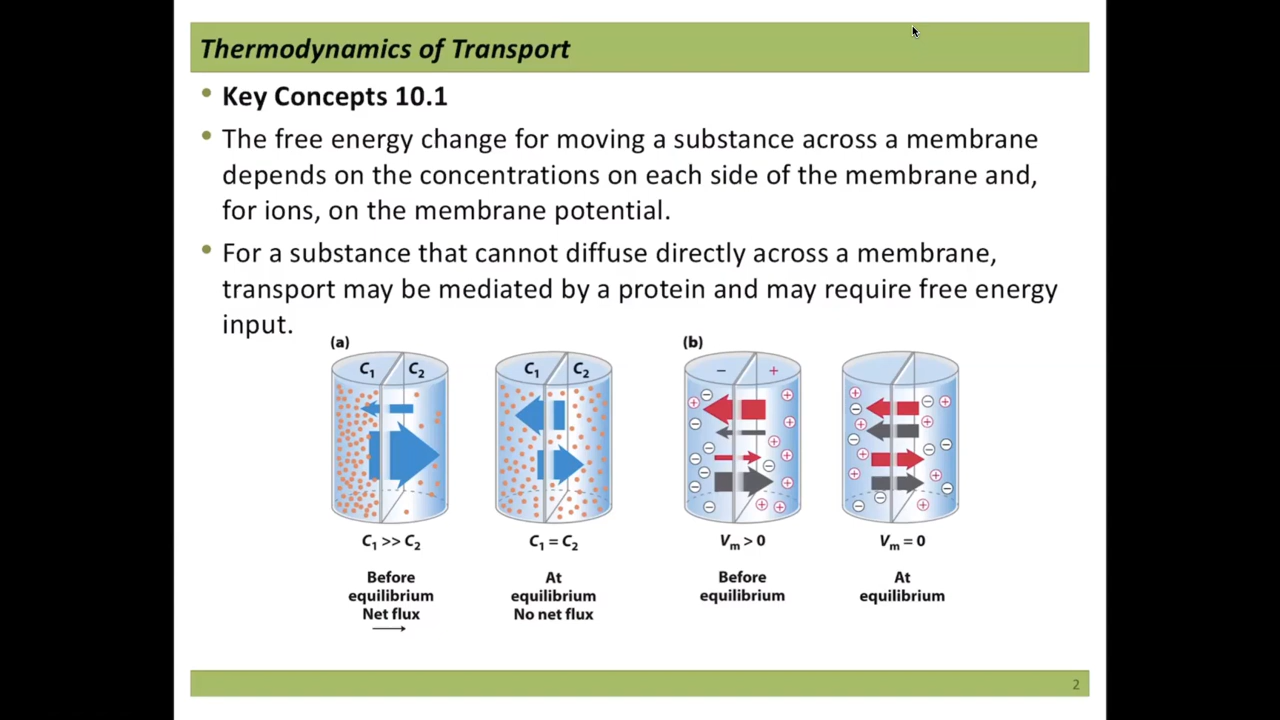 Thermodynamics of Transport
• Key Concepts 10.1
• The free energy change for moving a substance across a membrane
depends on the concentrations on each side of the membrane and,
for ions, on the membrane potential.
• For a substance that cannot diffuse directly across a membrane,
transport may be mediated by a protein and may require free energy
input.
(a) (b)
C₁ C₂ C₁ C₂ − +
C₁ >> C₂ C₁ = C₂ Vₘ > 0 Vₘ = 0
Before At Before At
equilibrium equilibrium equilibrium equilibrium
Net flux No net flux
→
2